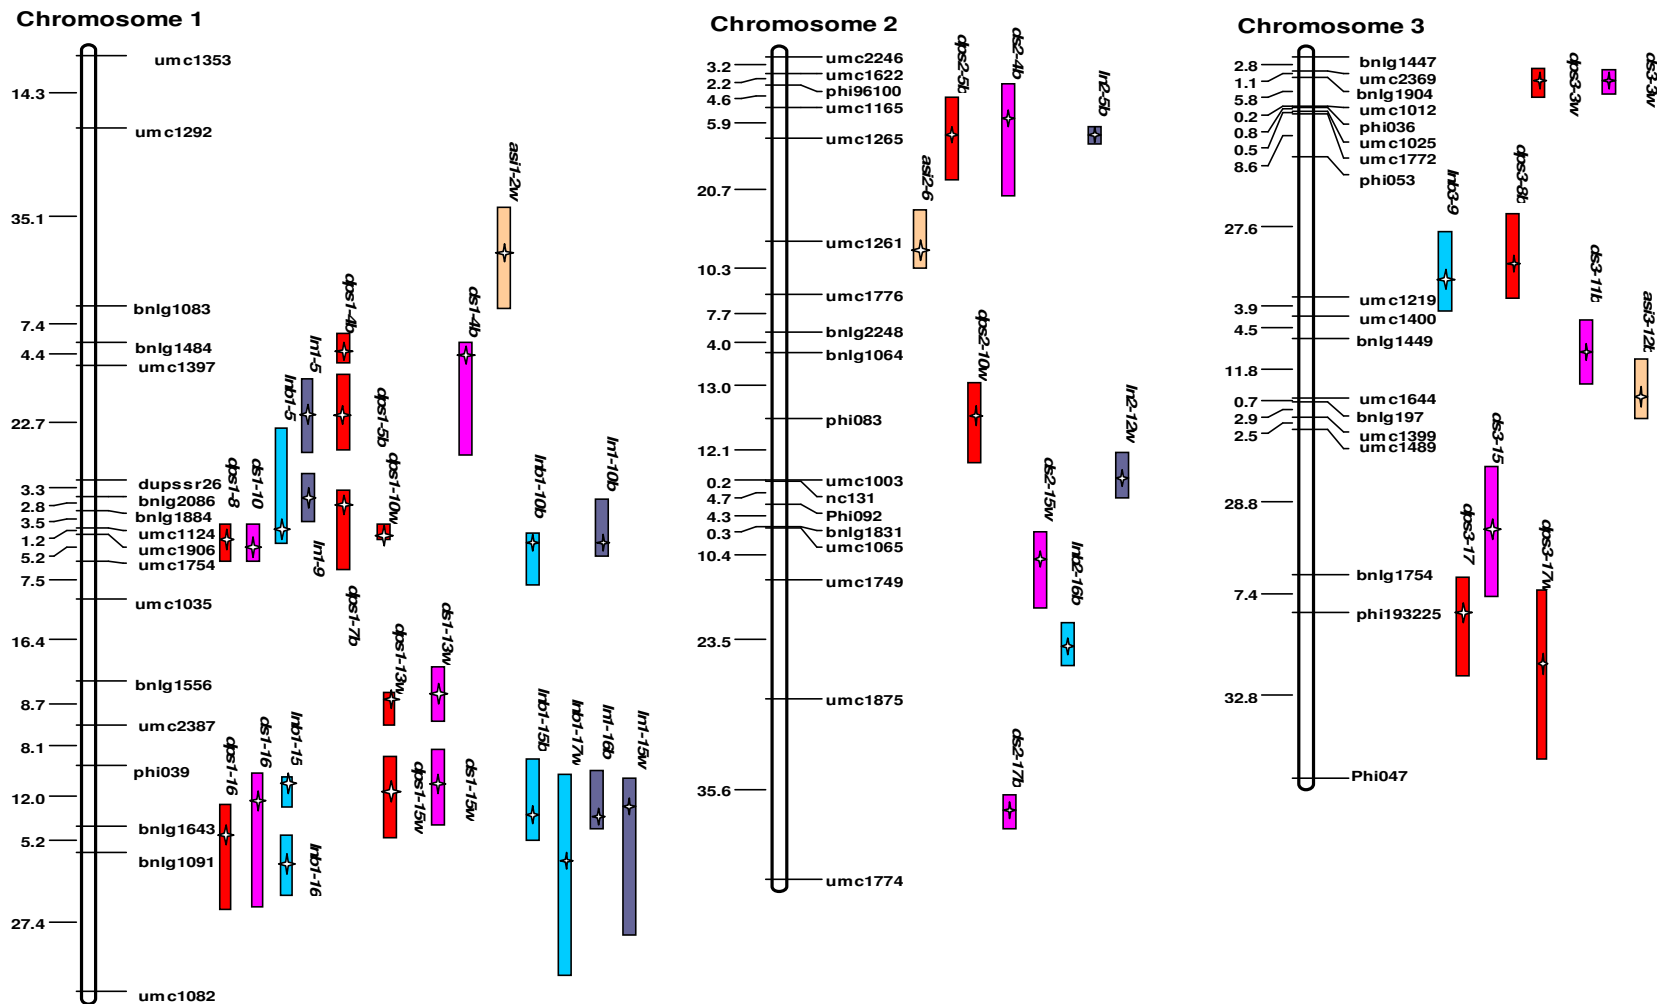 Chromosome 1
umc1353
14.3
umc1292
35.1
bnlg1083
7.4
bnlg1484
4.4
umc1397
22.7
dupssr26
3.3
bnlg2086
2.8
bnlg1884
3.5
umc1124
1.2
umc1906
5.2
umc1754
7.5
umc1035
16.4
bnlg1556
8.7
umc2387
8.1
phi039
12.0
bnlg1643
5.2
bnlg1091
27.4
umc1082
asi1-2w
dps1-4b
ds1-4b
ln1-5
lnb1-5
dps1-5b
dps1-8
ds1-10
dps1-10w
lnb1-10b
ln1-10b
ln1-9
dps1-7b
dps1-13w
ds1-13w
dps1-16
ds1-16
lnb1-15
lnb1-16
dps1-15w
ds1-15w
lnb1-15b
lnb1-17w
ln1-16b
ln1-15w
Chromosome 2
umc2246
3.2
umc1622
2.2
phi96100
4.6
umc1165
5.9
umc1265
20.7
umc1261
10.3
umc1776
7.7
bnlg2248
4.0
bnlg1064
13.0
phi083
12.1
umc1003
0.2
nc131
4.7
Phi092
4.3
bnlg1831
0.3
umc1065
10.4
umc1749
23.5
umc1875
35.6
umc1774
dps2-5b
ds2-4b
ln2-5b
asi2-6
dps2-10w
ln2-12w
ds2-15w
lnb2-16b
ds2-17b
Chromosome 3
bnlg1447
2.8
umc2369
1.1
bnlg1904
5.8
umc1012
0.2
phi036
0.8
umc1025
0.5
umc1772
8.6
phi053
27.6
umc1219
3.9
umc1400
4.5
bnlg1449
11.8
umc1644
0.7
bnlg197
2.9
umc1399
2.5
umc1489
28.8
bnlg1754
7.4
phi193225
32.8
Phi047
dps3-3w
ds3-3w
lnb3-9
dps3-8b
ds3-11b
asi3-12b
ds3-15
dps3-17
dps3-17w